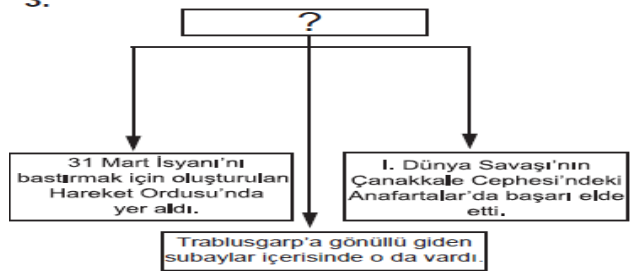 3.
?
31 Mart İsyanı'nı
bastırmak için oluşturulan
Hareket Ordusu'nda
yer aldı.
I. Dünya Savaşı'nın
Çanakkale Cephesi'ndeki
Anafartalar'da başarı elde
etti.
Trablusgarp'a gönüllü giden
subaylar içerisinde o da vardı.